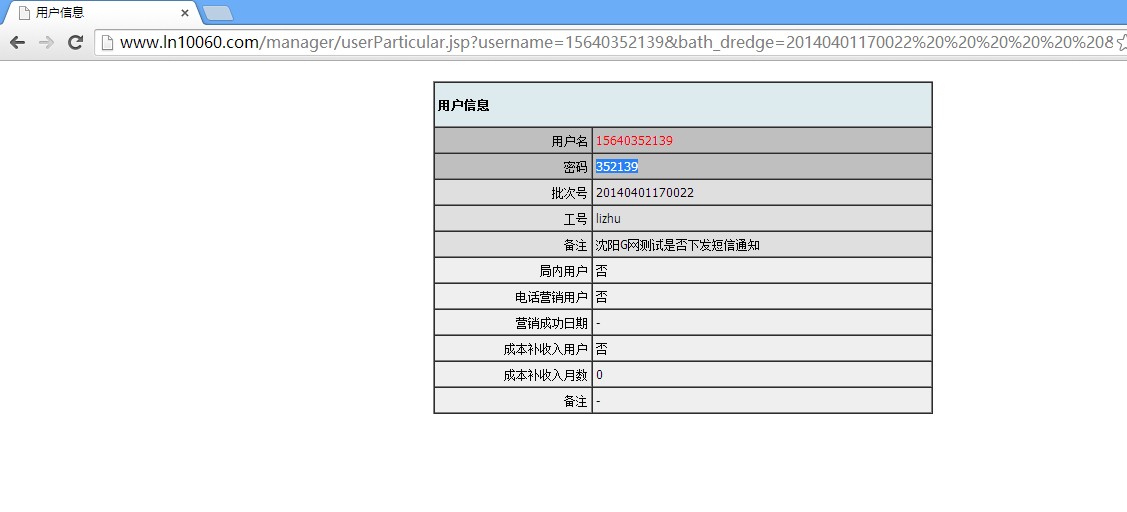 用户信息
www.ln10060.com/manager/userParticular.jsp?username=15640352139&bath_dredge=20140401170022%20%20%20%20%20%208
用户信息
用户名 15640352139
密码 352139
批次号 20140401170022
工号 lizhu
备注 沈阳G网测试是否下发短信通知
局内用户 否
电话营销用户 否
营销成功日期 -
成本补收入用户 否
成本补收入月数 0
备注 -